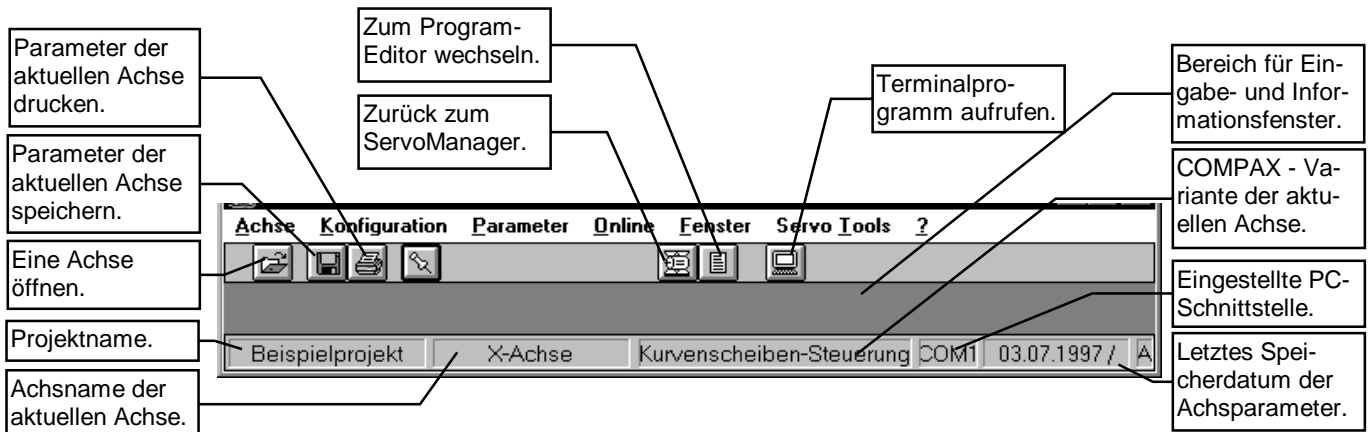 Parameter der
aktuellen Achse
drucken.
Parameter der
aktuellen Achse
speichern.
Eine Achse
öffnen.
Projektname.
Achsname der
aktuellen Achse.
Zum Program-
Editor wechseln.
Zurück zum
ServoManager.
Terminalpro-
gramm aufrufen.
Bereich für Ein-
gabe- und Infor-
mationsfenster.
COMPAX - Va-
riante der aktu-
ellen Achse.
Eingestellte PC-
Schnittstelle.
Letztes Spei-
cherdatum der
Achsparameter.
Achse Konfiguration Parameter Online Fenster Servo Tools ?
Beispielprojekt X-Achse Kurvenscheiben-Steuerung COM1 03.07.1997 / A